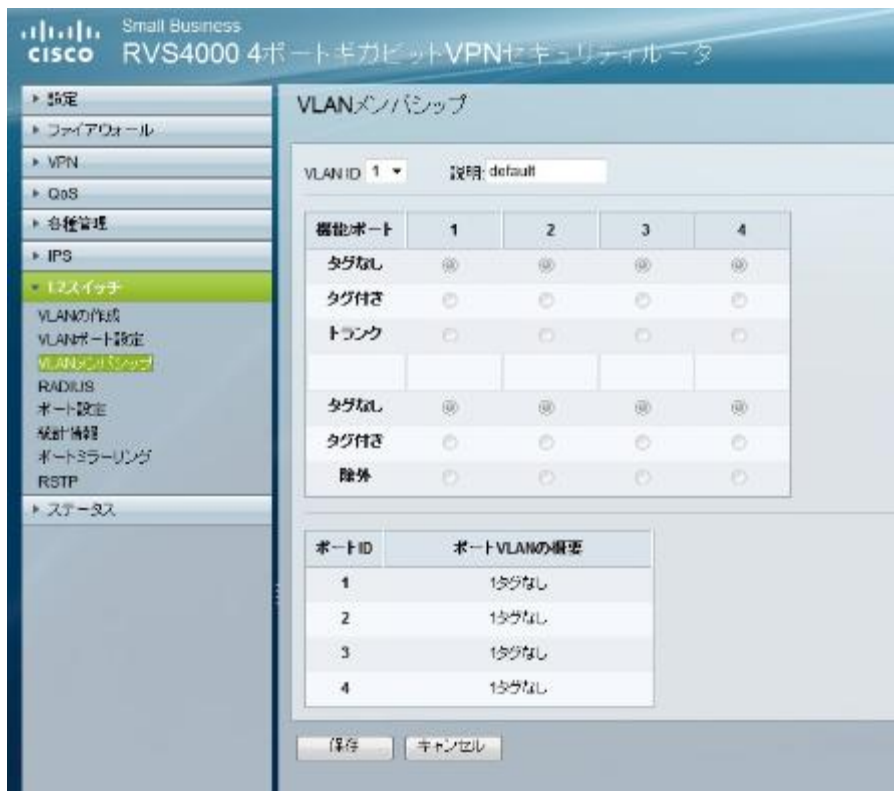 Small Business
CISCO RVS4000 4ポートギガビットVPNセキュリティルータ
設定
ファイアウォール
VPN
QoS
各種管理
IPS
L2スイッチ
VLANの作成
VLANポート設定
VLANメンバシップ
RADIUS
ポート設定
統計情報
ポートミラーリング
RSTP
ステータス
VLANメンバシップ
VLAN ID 1 説明: default
機能/ポート 1 2 3 4
タグなし
タグ付き
トランク
タグなし
タグ付き
除外
ポートID ポートVLANの概要
1 1タグなし
2 1タグなし
3 1タグなし
4 1タグなし
保存 キャンセル